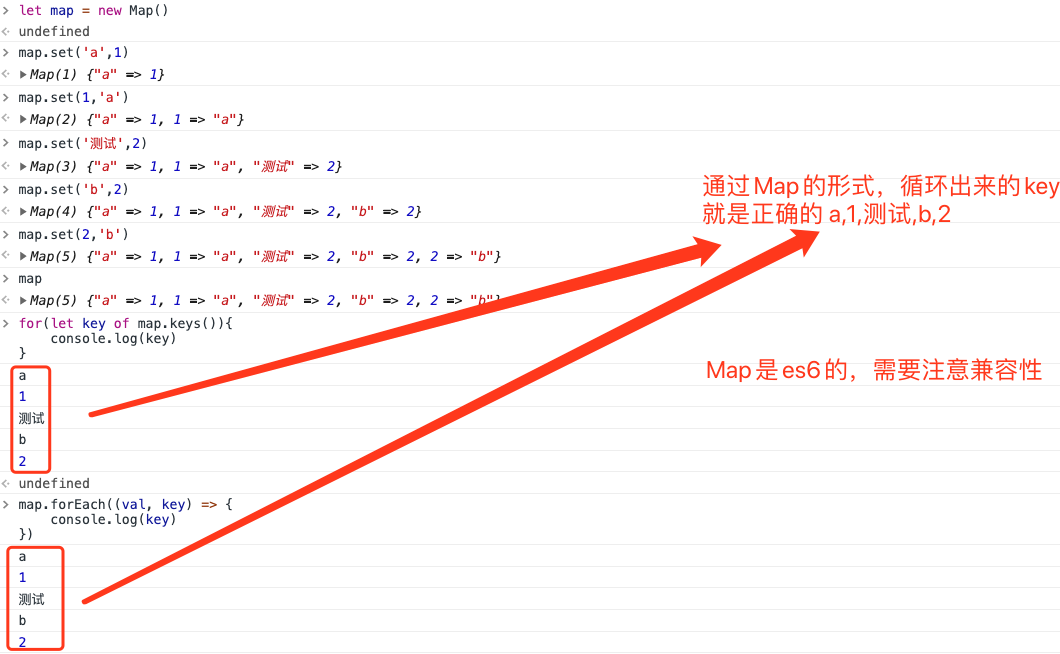 let map = new Map()
undefined
map.set('a',1)
Map(1) {"a" => 1}
map.set(1,'a')
Map(2) {"a" => 1, 1 => "a"}
map.set('测试',2)
Map(3) {"a" => 1, 1 => "a", "测试" => 2}
map.set('b',2)
Map(4) {"a" => 1, 1 => "a", "测试" => 2, "b" => 2}
map.set(2,'b')
Map(5) {"a" => 1, 1 => "a", "测试" => 2, "b" => 2, 2 => "b"}
map
Map(5) {"a" => 1, 1 => "a", "测试" => 2, "b" => 2, 2 => "b"}
for(let key of map.keys()){
console.log(key)
}
a
1
测试
b
2
undefined
map.forEach((val, key) => {
console.log(key)
})
a
1
测试
b
2
通过Map的形式，循环出来的key
就是正确的 a,1,测试,b,2
Map是es6的，需要注意兼容性